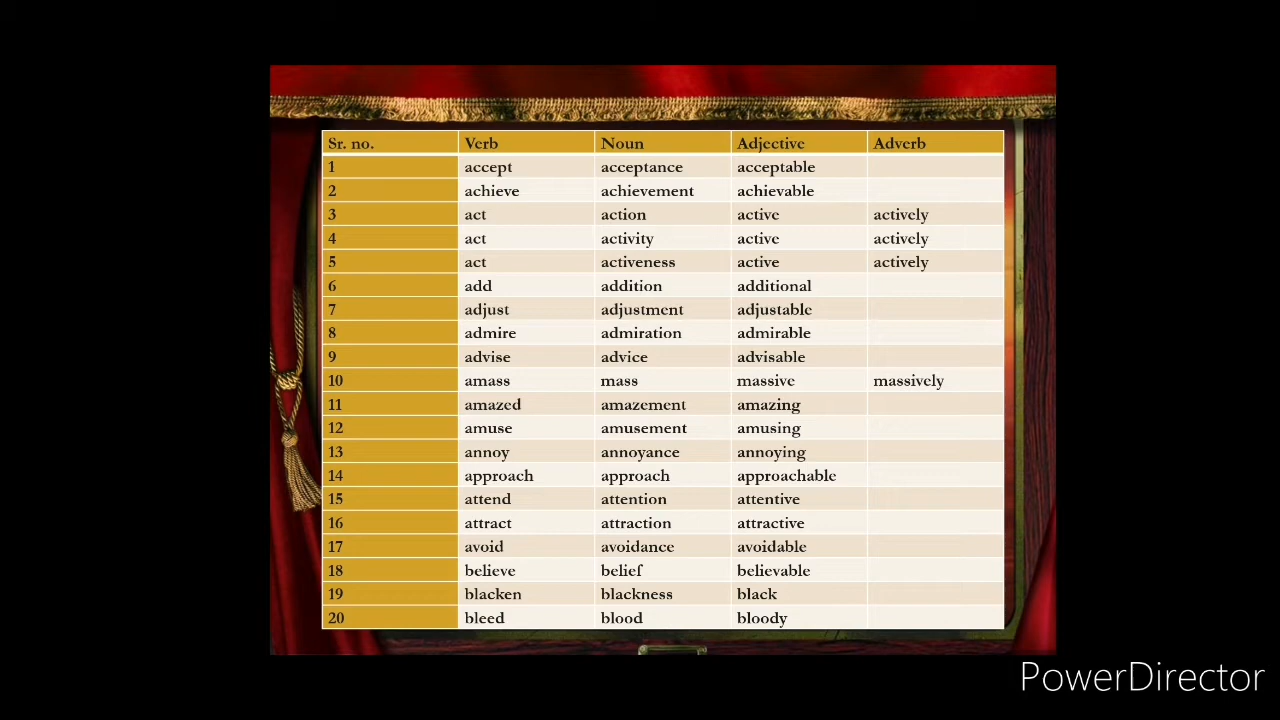 Sr. no. Verb Noun Adjective Adverb
1 accept acceptance acceptable
2 achieve achievement achievable
3 act action active actively
4 act activity active actively
5 act activeness active actively
6 add addition additional
7 adjust adjustment adjustable
8 admire admiration admirable
9 advise advice advisable
10 amass mass massive massively
11 amazed amazement amazing
12 amuse amusement amusing
13 annoy annoyance annoying
14 approach approach approachable
15 attend attention attentive
16 attract attraction attractive
17 avoid avoidance avoidable
18 believe belief believable
19 blacken blackness black
20 bleed blood bloody
PowerDirector